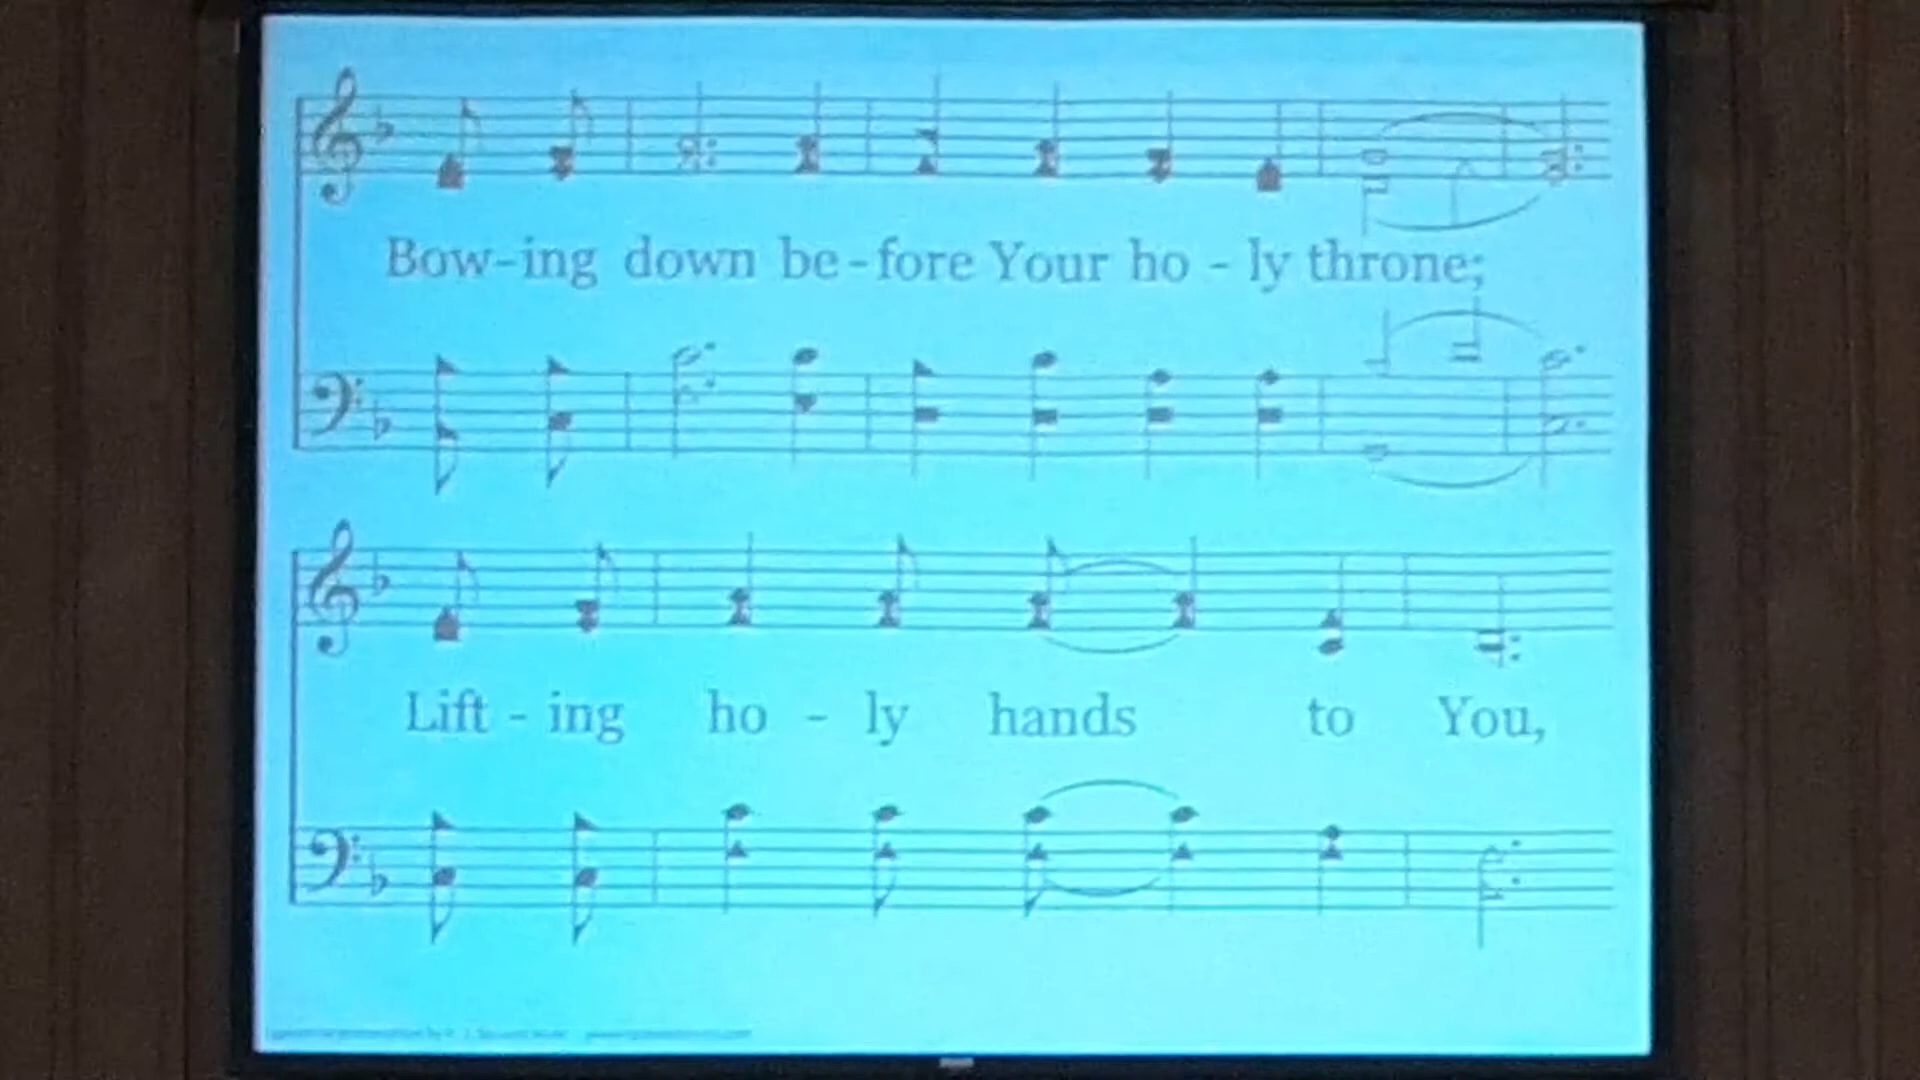 Bow-ing down be-fore Your ho - ly throne;
Lift - ing ho - ly hands to You,